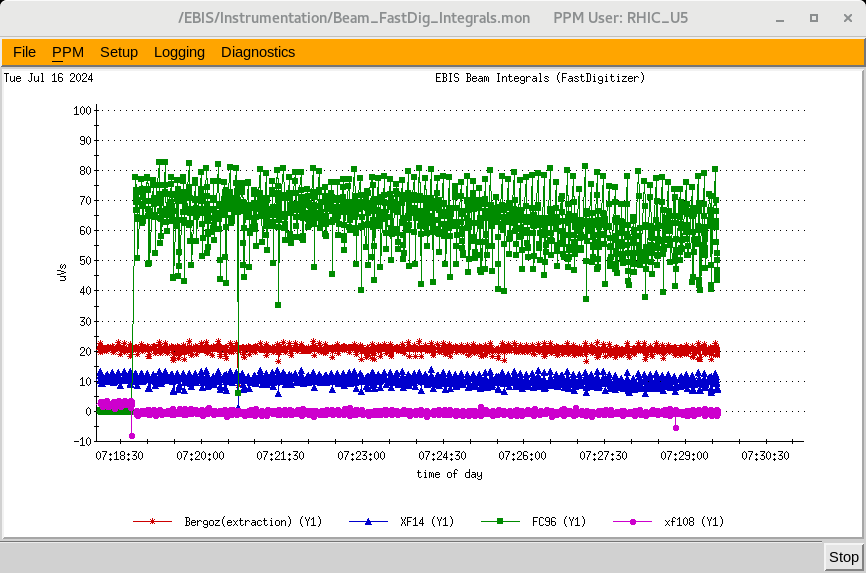 /EBIS/Instrumentation/Beam_FastDig_Integrals.mon PPM User: RHIC_U5
File PPM Setup Logging Diagnostics
Tue Jul 16 2024 EBIS Beam Integrals (FastDigitizer)
100
90
80
70
60
50
40
30
20
10
0
-10
uVs
07:18:30 07:20:00 07:21:30 07:23:00 07:24:30 07:26:00 07:27:30 07:29:00 07:30:30
time of day
Bergoz(extraction) (Y1) XF14 (Y1) FC96 (Y1) xf108 (Y1)
Stop